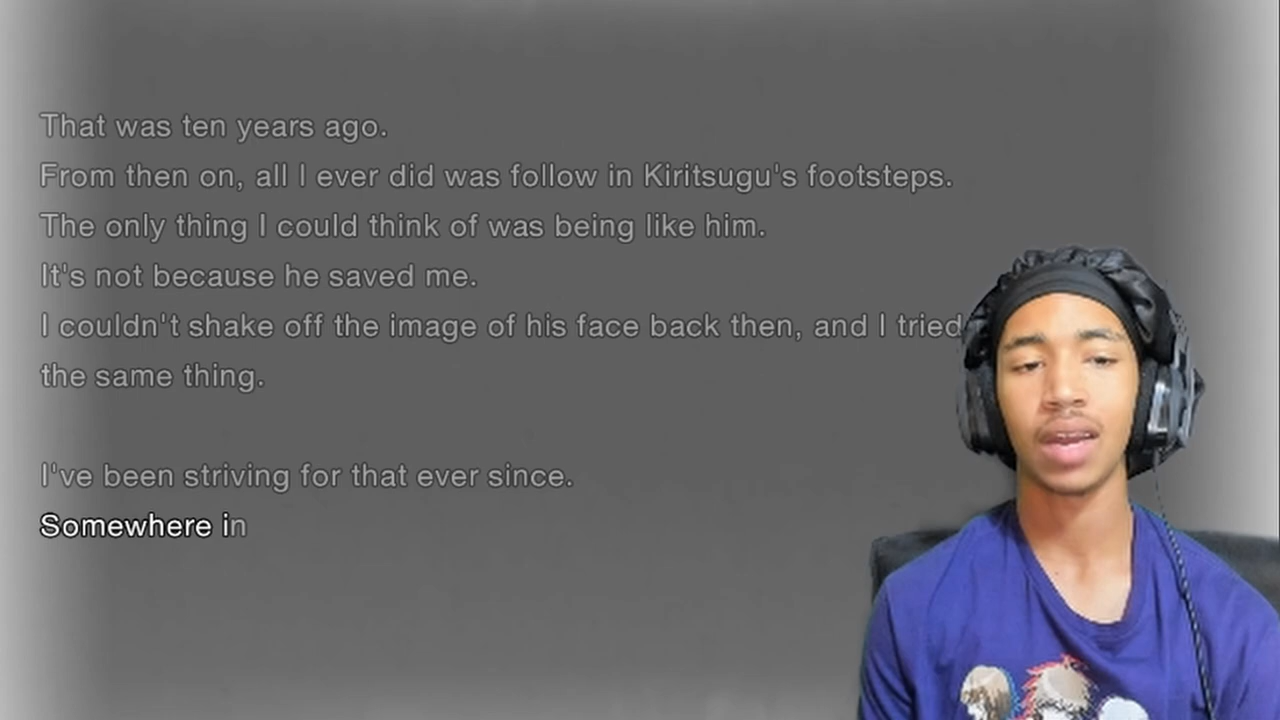 That was ten years ago.
From then on, all I ever did was follow in Kiritsugu's footsteps.
The only thing I could think of was being like him.
It's not because he saved me.
I couldn't shake off the image of his face back then, and I tried
the same thing.
I've been striving for that ever since.
Somewhere in